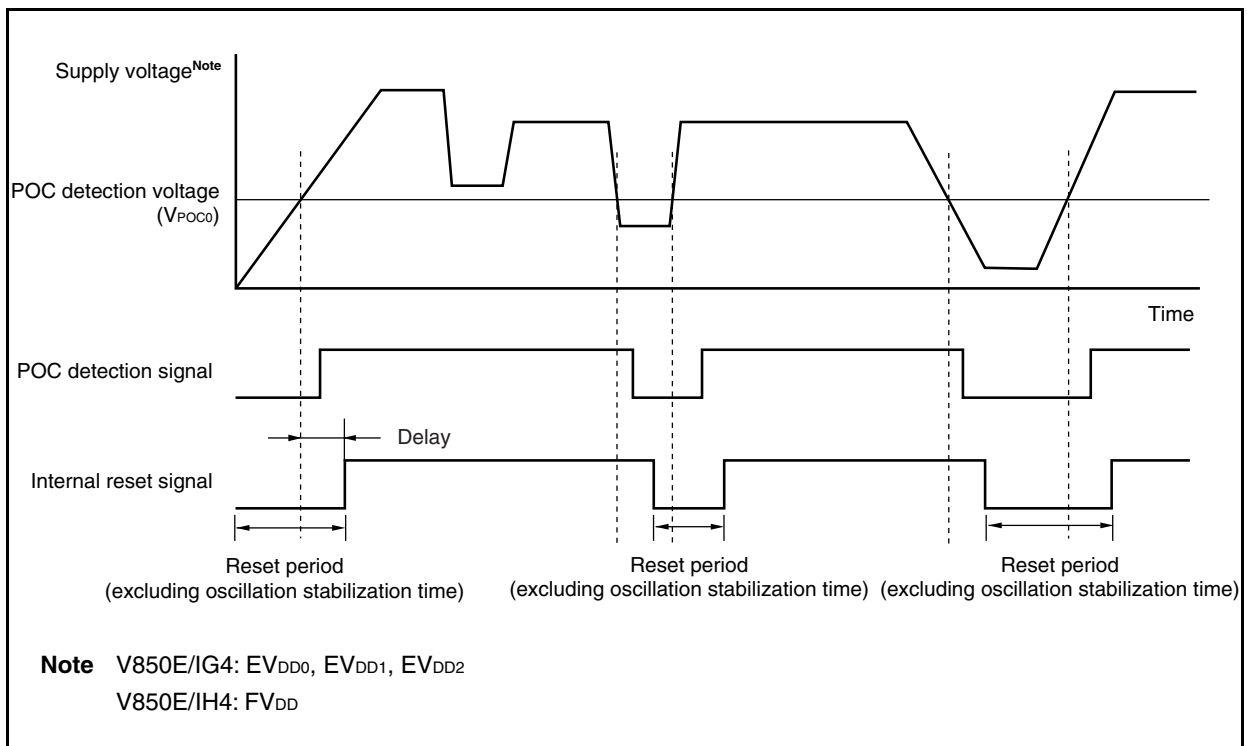 Supply voltageNote
POC detection voltage
(VPOC0)
Time
POC detection signal
Delay
Internal reset signal
Reset period
(excluding oscillation stabilization time)
Reset period
(excluding oscillation stabilization time)
Reset period
(excluding oscillation stabilization time)
Note V850E/IG4: EVDD0, EVDD1, EVDD2
V850E/IH4: FVDD